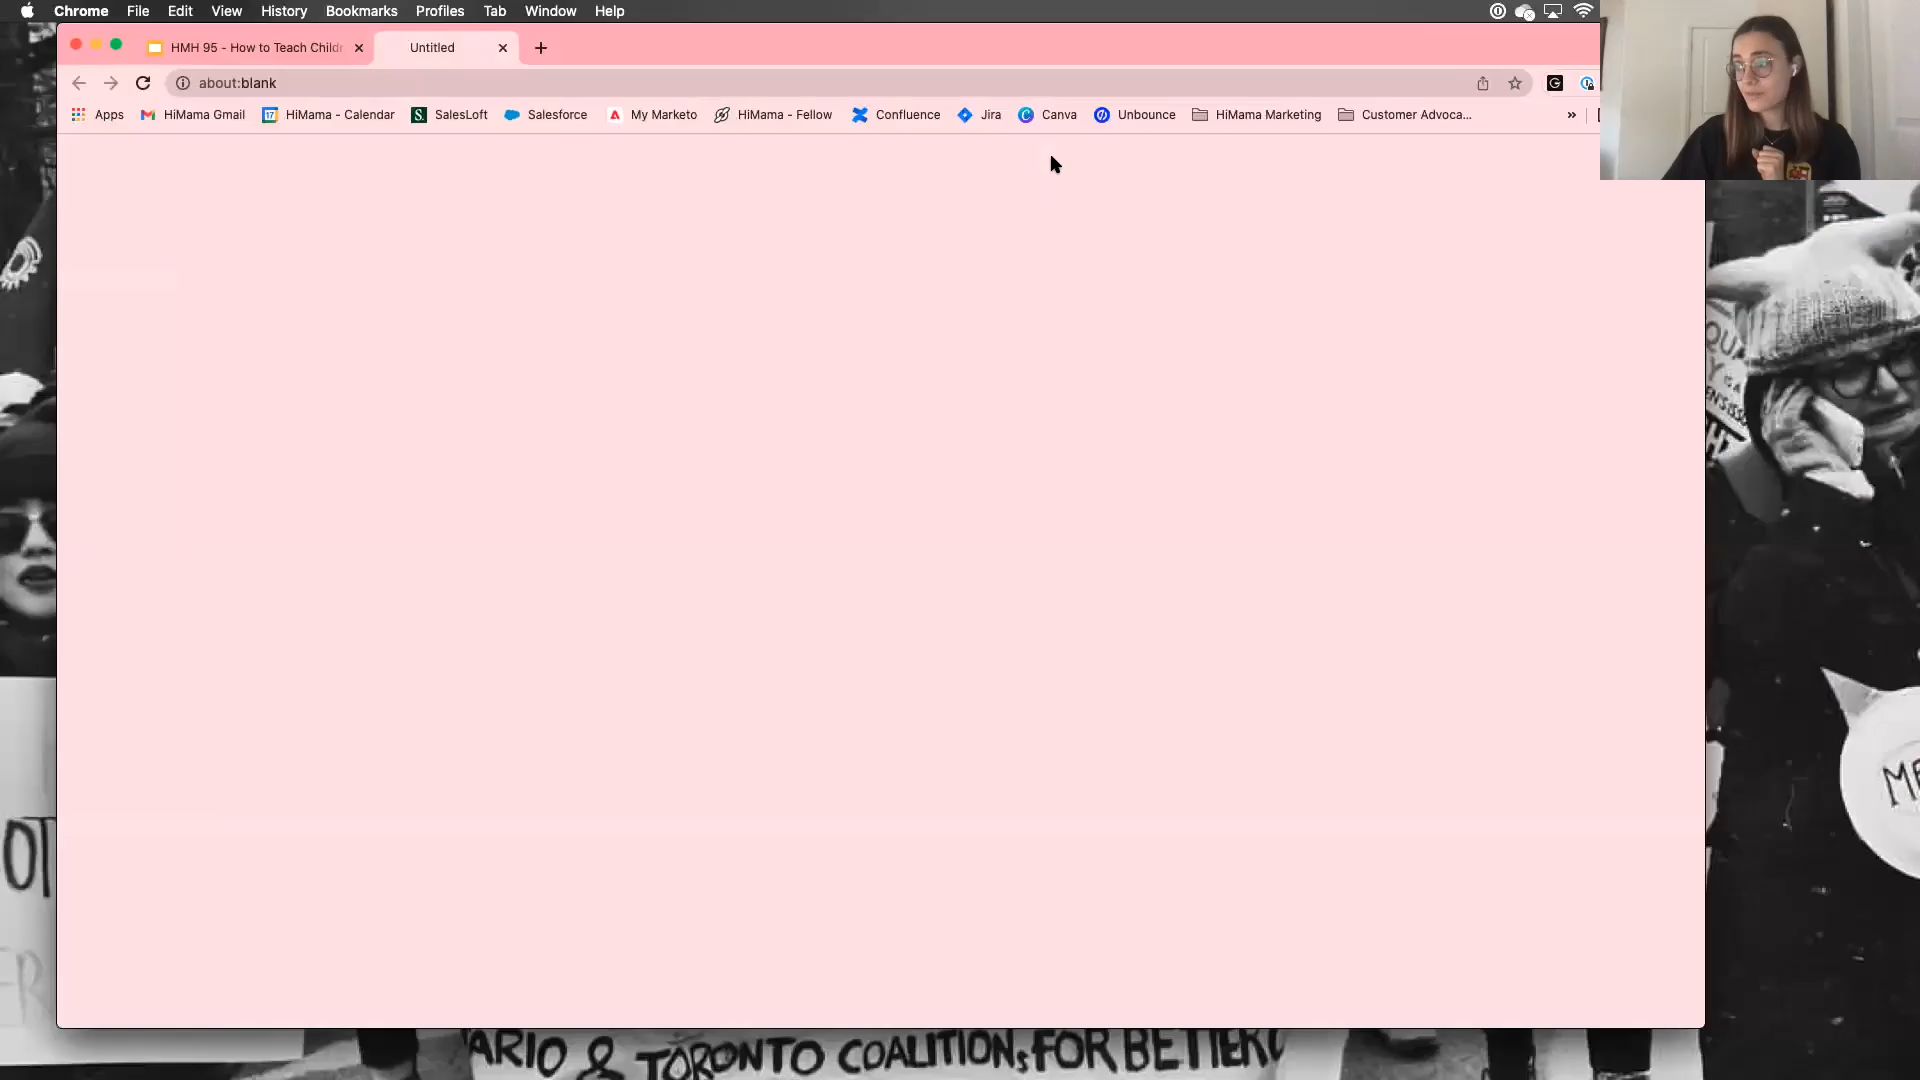 Chrome File Edit View History Bookmarks Profiles Tab Window Help
HMH 95 - How to Teach Childr
Untitled
about:blank
Apps HiMama Gmail HiMama - Calendar SalesLoft Salesforce My Marketo HiMama - Fellow Confluence Jira Canva Unbounce HiMama Marketing Customer Advoca... »
ARIO & TORONTO COALITIONS FOR BETTER